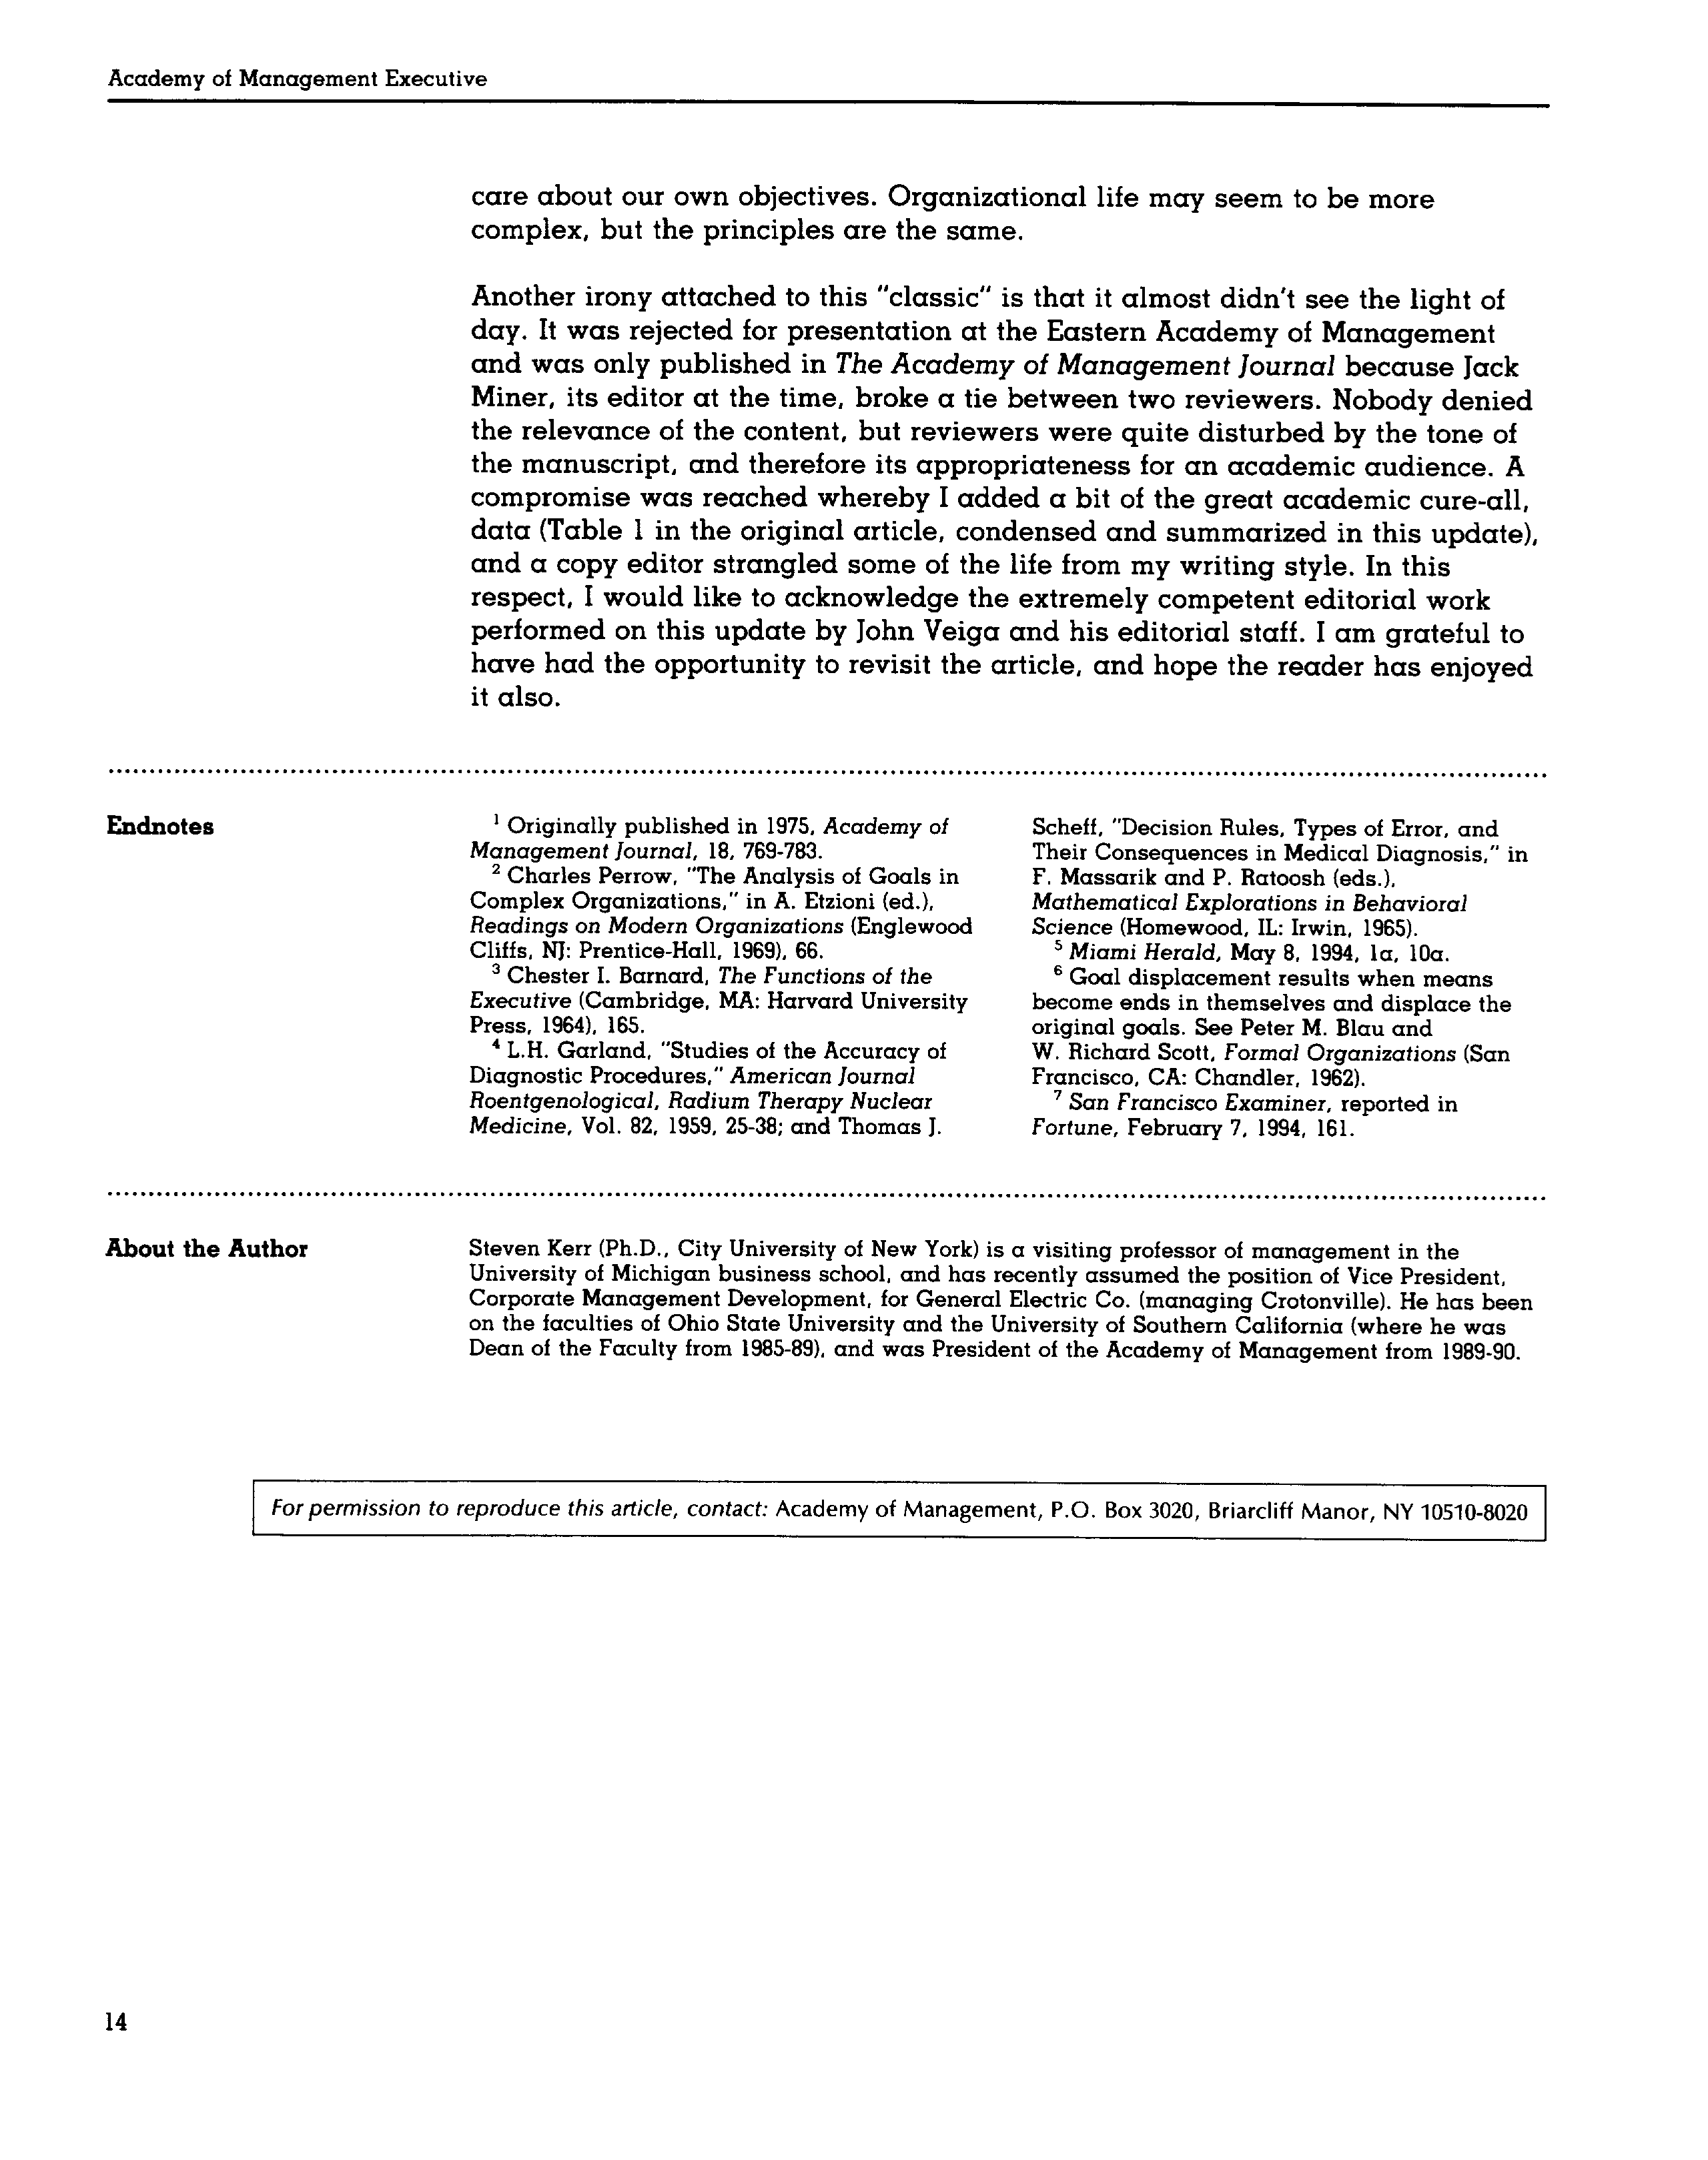 Academy of Management Executive
care about our own objectives. Organizational life may seem to be more
complex, but the principles are the same.
Another irony attached to this "classic" is that it almost didn't see the light of
day. It was rejected for presentation at the Eastern Academy of Management
and was only published in The Academy of Management Journal because Jack
Miner, its editor at the time, broke a tie between two reviewers. Nobody denied
the relevance of the content, but reviewers were quite disturbed by the tone of
the manuscript, and therefore its appropriateness for an academic audience. A
compromise was reached whereby I added a bit of the great academic cure-all,
data (Table 1 in the original article, condensed and summarized in this update),
and a copy editor strangled some of the life from my writing style. In this
respect, I would like to acknowledge the extremely competent editorial work
performed on this update by John Veiga and his editorial staff. I am grateful to
have had the opportunity to revisit the article, and hope the reader has enjoyed
it also.
Endnotes
1 Originally published in 1975, Academy of
Management Journal, 18, 769-783.
2 Charles Perrow, "The Analysis of Goals in
Complex Organizations," in A. Etzioni (ed.),
Readings on Modern Organizations (Englewood
Cliffs, NJ: Prentice-Hall, 1969), 66.
3 Chester I. Barnard, The Functions of the
Executive (Cambridge, MA: Harvard University
Press, 1964), 165.
4 L.H. Garland, "Studies of the Accuracy of
Diagnostic Procedures," American Journal
Roentgenological, Radium Therapy Nuclear
Medicine, Vol. 82, 1959, 25-38; and Thomas J.
Scheff, "Decision Rules, Types of Error, and
Their Consequences in Medical Diagnosis," in
F. Massarik and P. Ratoosh (eds.),
Mathematical Explorations in Behavioral
Science (Homewood, IL: Irwin, 1965).
5 Miami Herald, May 8, 1994, 1a, 10a.
6 Goal displacement results when means
become ends in themselves and displace the
original goals. See Peter M. Blau and
W. Richard Scott, Formal Organizations (San
Francisco, CA: Chandler, 1962).
7 San Francisco Examiner, reported in
Fortune, February 7, 1994, 161.
About the Author
Steven Kerr (Ph.D., City University of New York) is a visiting professor of management in the
University of Michigan business school, and has recently assumed the position of Vice President,
Corporate Management Development, for General Electric Co. (managing Crotonville). He has been
on the faculties of Ohio State University and the University of Southern California (where he was
Dean of the Faculty from 1985-89), and was President of the Academy of Management from 1989-90.
For permission to reproduce this article, contact: Academy of Management, P.O. Box 3020, Briarcliff Manor, NY 10510-8020
14